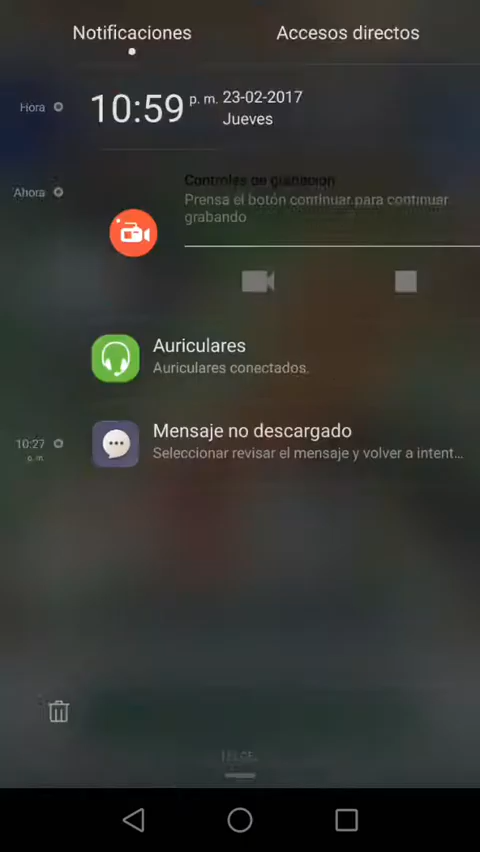 Notificaciones
Accesos directos
Hora
10:59 p. m. 23-02-2017
Jueves
Ahora
Controles de grabación
Prensa el botón continuar para continuar
grabando
Auriculares
Auriculares conectados.
10:27
p. m.
Mensaje no descargado
Seleccionar revisar el mensaje y volver a intent...